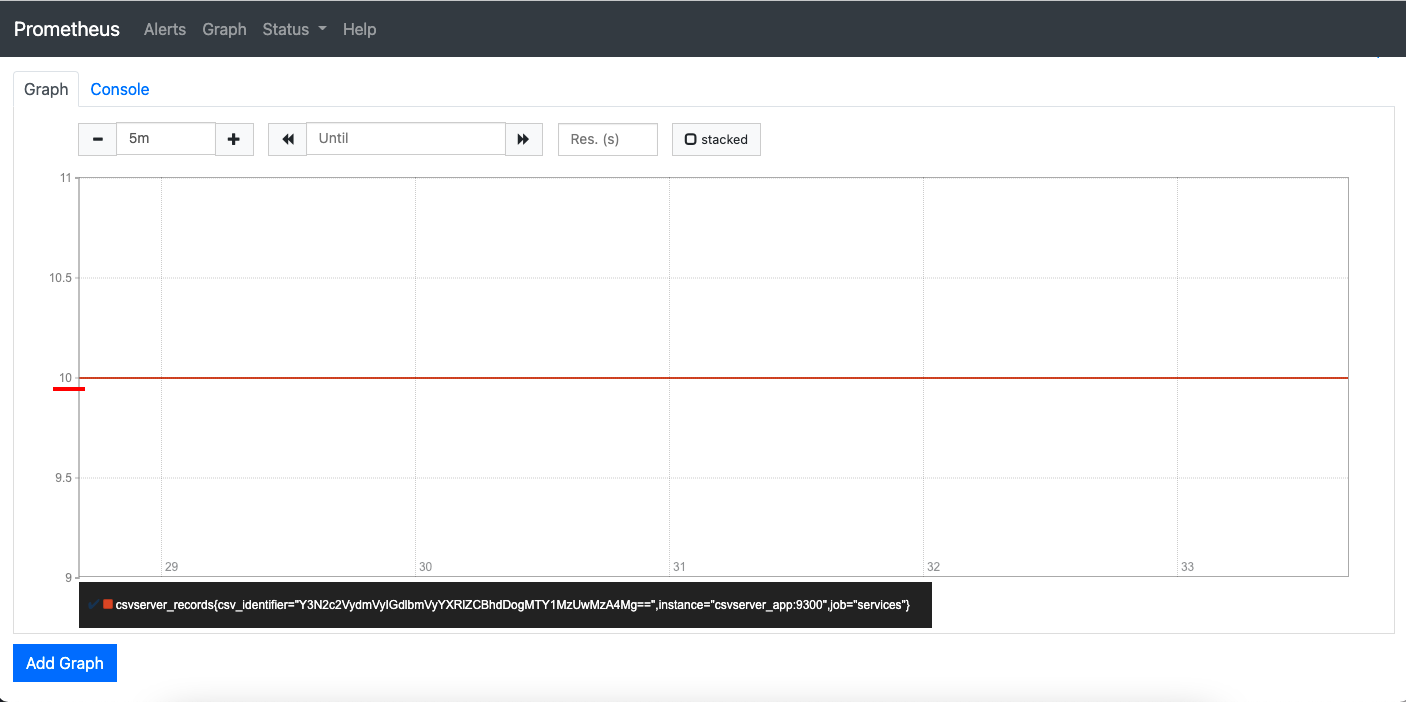 Prometheus Alerts Graph Status Help
Graph Console
5m Until Res. (s) stacked
11
10.5
10
9.5
9
29 30 31 32 33
csvserver_records{csv_identifier="Y3N2c2VydmVyIGdlbmVyYXRlZCBhdDogMTY1MzUwMzA4Mg==",instance="csvserver_app:9300",job="services"}
Add Graph